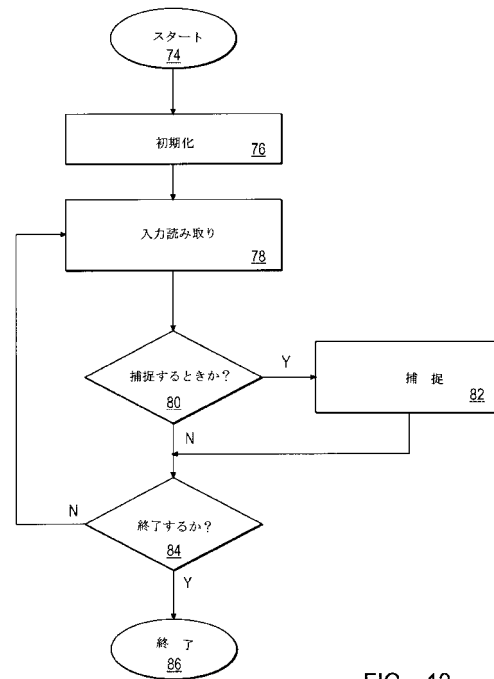 スタート
74
初期化
76
入力読み取り
78
捕捉するときか?
80
Y
捕 捉
82
N
終了するか?
84
N
Y
終 了
86
FIG. 12